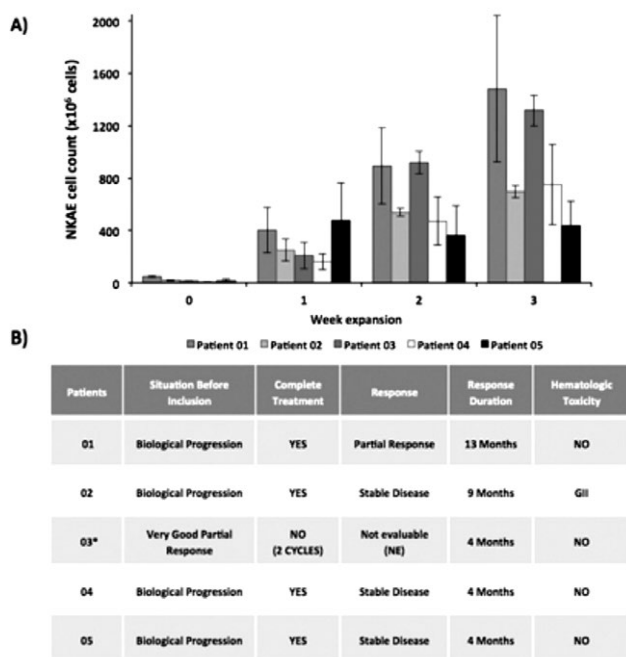 A)
NKAE cell count (x10⁶ cells)
2000
1600
1200
800
400
0
0 1 2 3
Week expansion
Patient 01 Patient 02 Patient 03 Patient 04 Patient 05
B)
Patients Situation Before Inclusion Complete Treatment Response Response Duration Hematologic Toxicity
01 Biological Progression YES Partial Response 13 Months NO
02 Biological Progression YES Stable Disease 9 Months GII
03* Very Good Partial Response NO (2 CYCLES) Not evaluable (NE) 4 Months NO
04 Biological Progression YES Stable Disease 4 Months NO
05 Biological Progression YES Stable Disease 4 Months NO